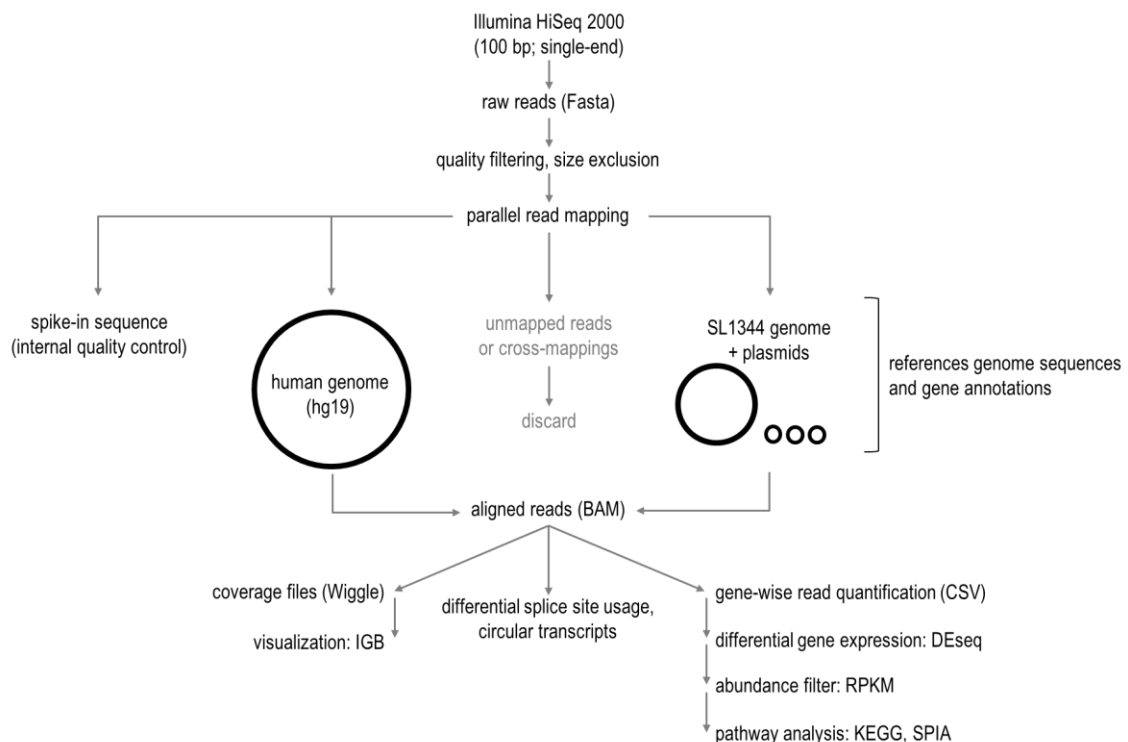 Illumina HiSeq 2000
(100 bp; single-end)
raw reads (Fasta)
quality filtering, size exclusion
parallel read mapping
spike-in sequence
(internal quality control)
human genome
(hg19)
unmapped reads
or cross-mappings
discard
SL1344 genome
+ plasmids
references genome sequences
and gene annotations
aligned reads (BAM)
coverage files (Wiggle)
visualization: IGB
differential splice site usage,
circular transcripts
gene-wise read quantification (CSV)
differential gene expression: DEseq
abundance filter: RPKM
pathway analysis: KEGG, SPIA